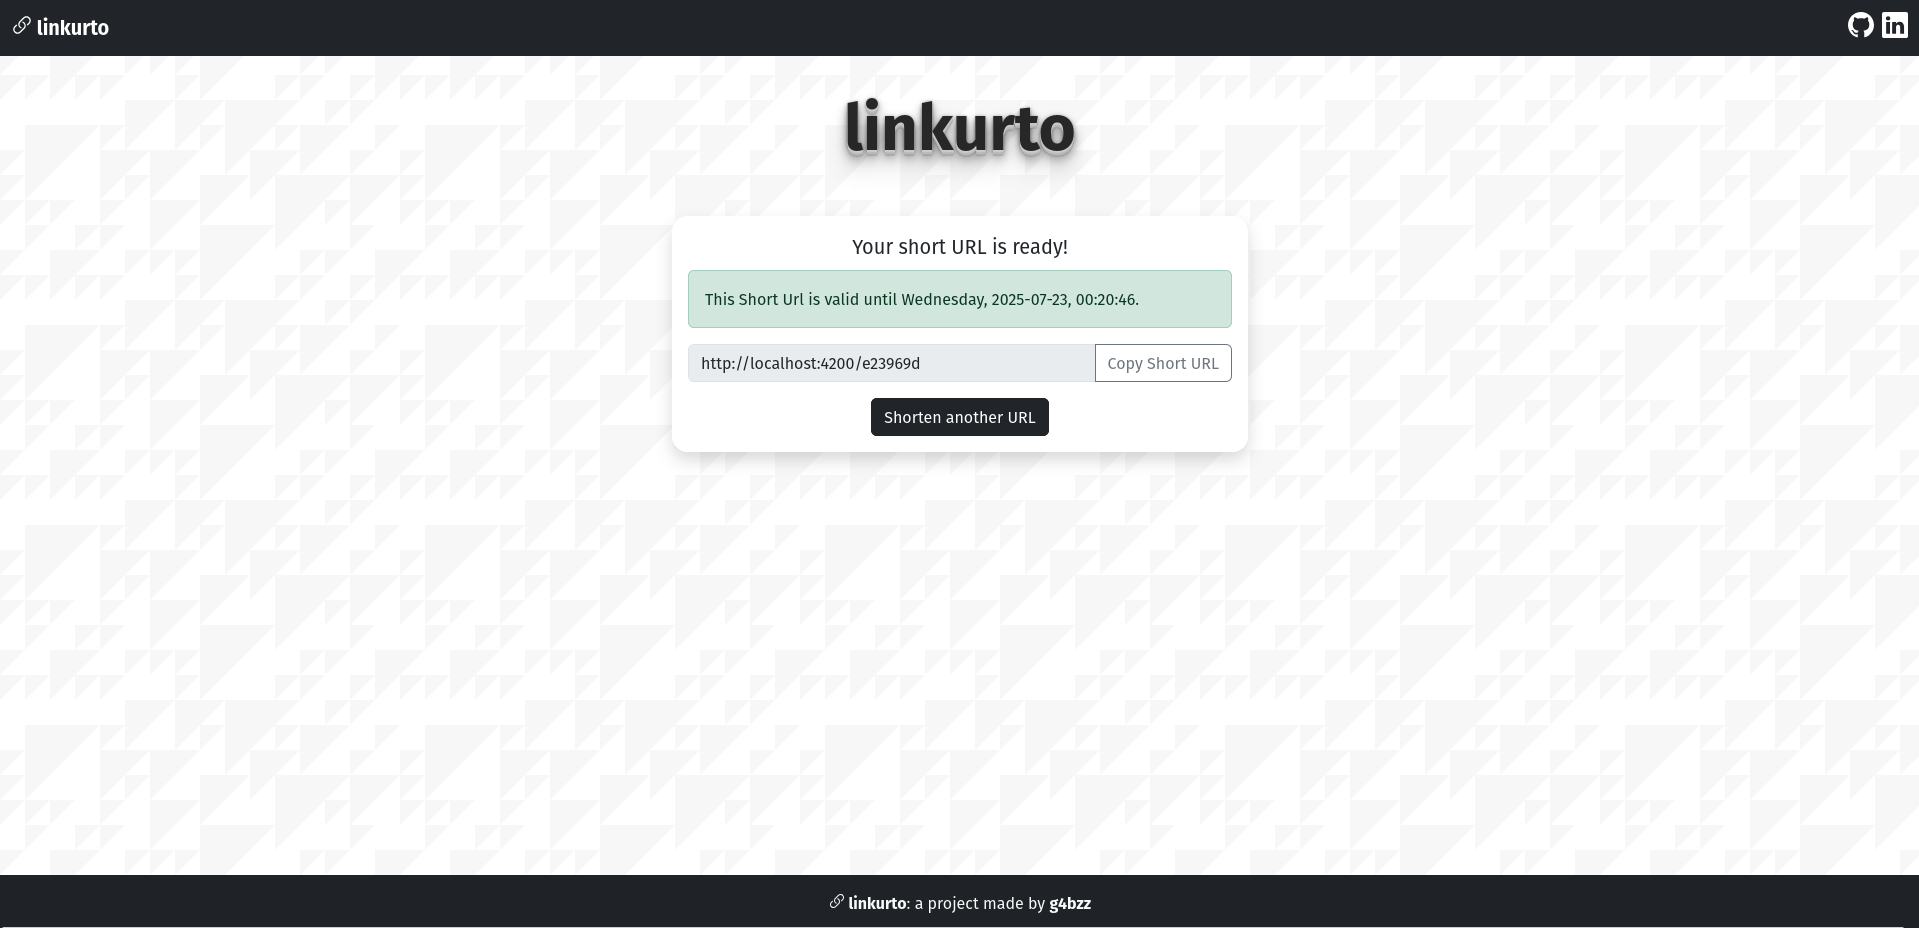 linkurto
linkurto
Your short URL is ready!
This Short Url is valid until Wednesday, 2025-07-23, 00:20:46.
http://localhost:4200/e23969d
Copy Short URL
Shorten another URL
linkurto: a project made by g4bzz